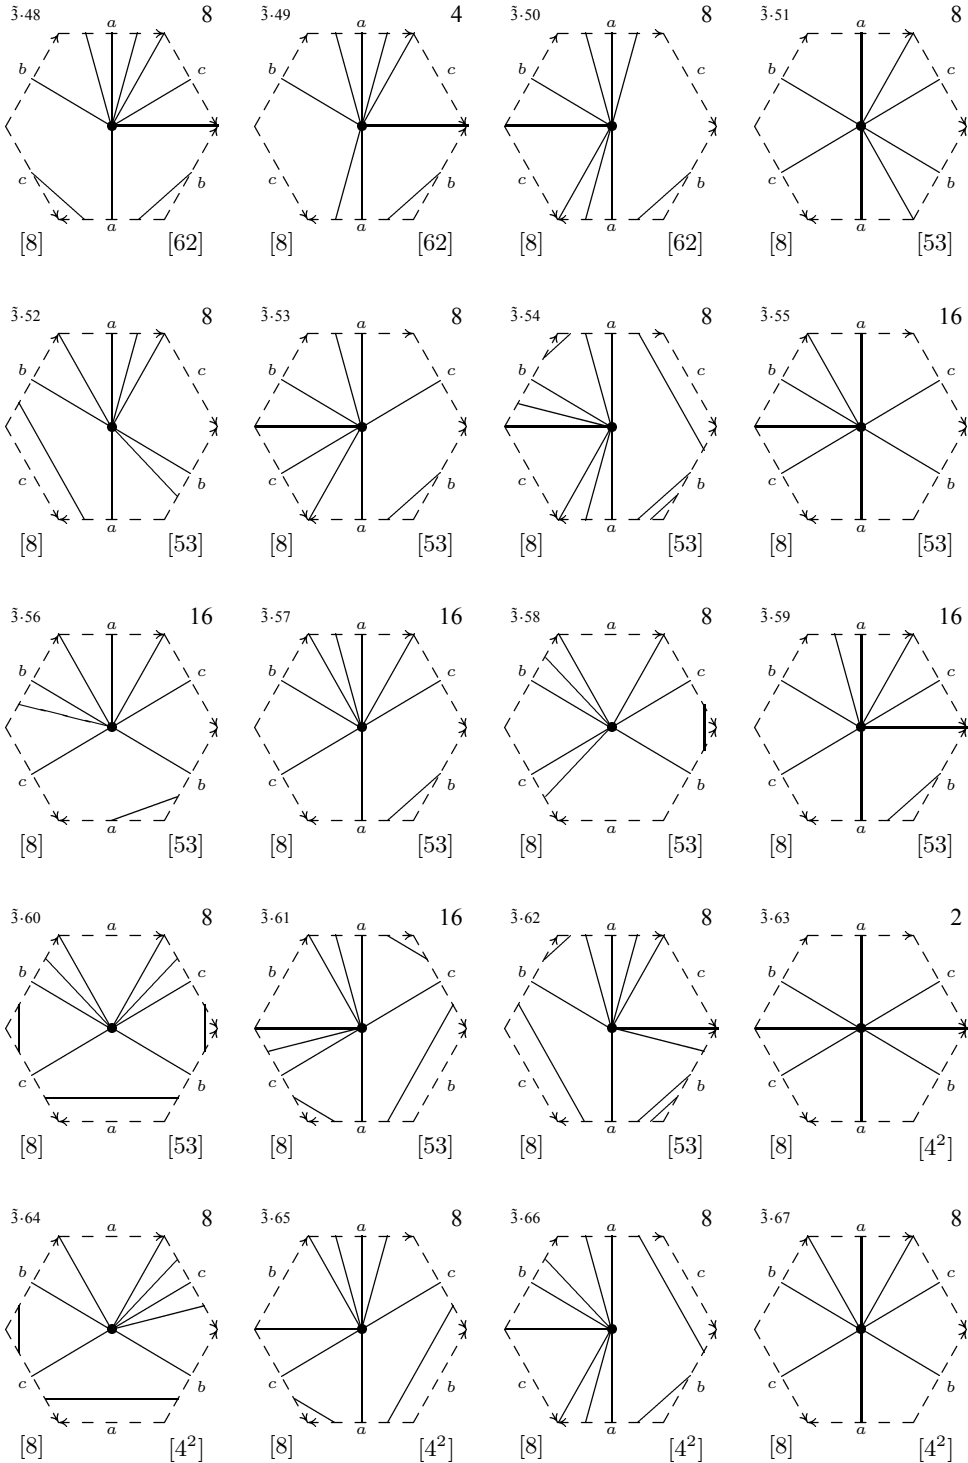 3̃·48 8 3̃·49 4 3̃·50 8 3̃·51 8
a a a a
b c b c b c b c
c b c b c b c b
a a a a
[8] [62] [8] [62] [8] [62] [8] [53]
3̃·52 8 3̃·53 8 3̃·54 8 3̃·55 16
a a a a
b c b c b c b c
c b c b c b c b
a a a a
[8] [53] [8] [53] [8] [53] [8] [53]
3̃·56 16 3̃·57 16 3̃·58 8 3̃·59 16
a a a a
b c b c b c b c
c b c b c b c b
a a a a
[8] [53] [8] [53] [8] [53] [8] [53]
3̃·60 8 3̃·61 16 3̃·62 8 3̃·63 2
a a a a
b c b c b c b c
c b c b c b c b
a a a a
[8] [53] [8] [53] [8] [53] [8] [4²]
3̃·64 8 3̃·65 8 3̃·66 8 3̃·67 8
a a a a
b c b c b c b c
c b c b c b c b
a a a a
[8] [4²] [8] [4²] [8] [4²] [8] [4²]